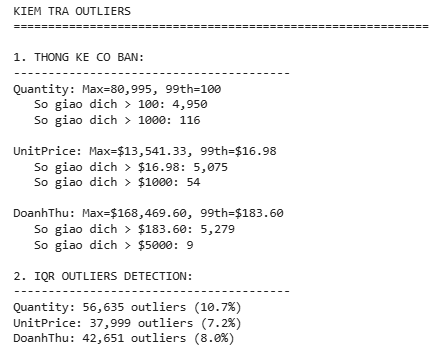 KIEM TRA OUTLIERS
============================================================
1. THONG KE CO BAN:
----------------------------------------
Quantity: Max=80,995, 99th=100
So giao dich > 100: 4,950
So giao dich > 1000: 116
UnitPrice: Max=$13,541.33, 99th=$16.98
So giao dich > $16.98: 5,075
So giao dich > $1000: 54
DoanhThu: Max=$168,469.60, 99th=$183.60
So giao dich > $183.60: 5,279
So giao dich > $5000: 9
2. IQR OUTLIERS DETECTION:
----------------------------------------
Quantity: 56,635 outliers (10.7%)
UnitPrice: 37,999 outliers (7.2%)
DoanhThu: 42,651 outliers (8.0%)